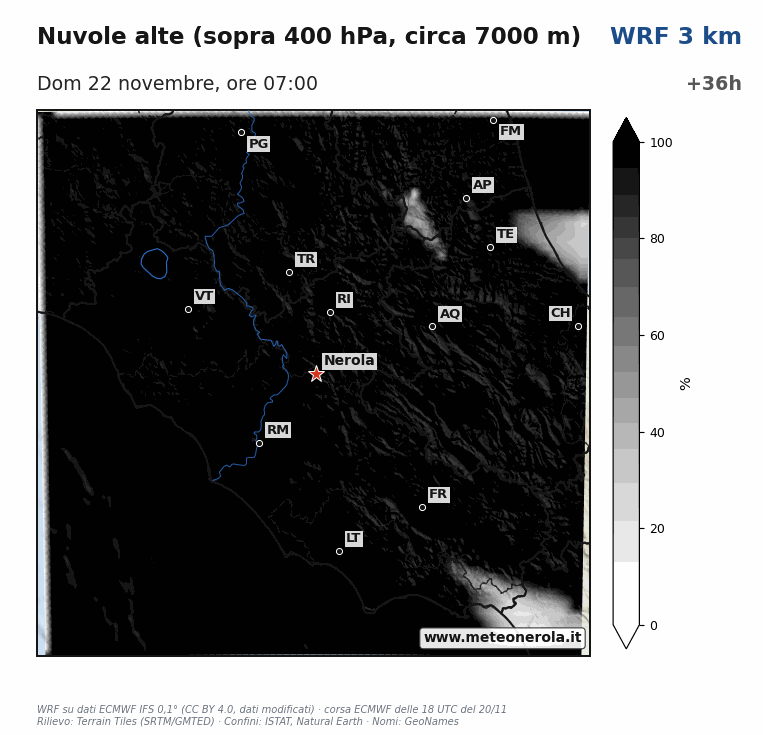 Nuvole alte (sopra 400 hPa, circa 7000 m)
WRF 3 km
Dom 22 novembre, ore 07:00
+36h
FM
PG
AP
TE
TR
VT
RI
AQ
CH
Nerola
RM
FR
LT
www.meteonerola.it
100
80
60
40
20
0
%
WRF su dati ECMWF IFS 0,1° (CC BY 4.0, dati modificati) · corsa ECMWF delle 18 UTC del 20/11
Rilievo: Terrain Tiles (SRTM/GMTED) · Confini: ISTAT, Natural Earth · Nomi: GeoNames